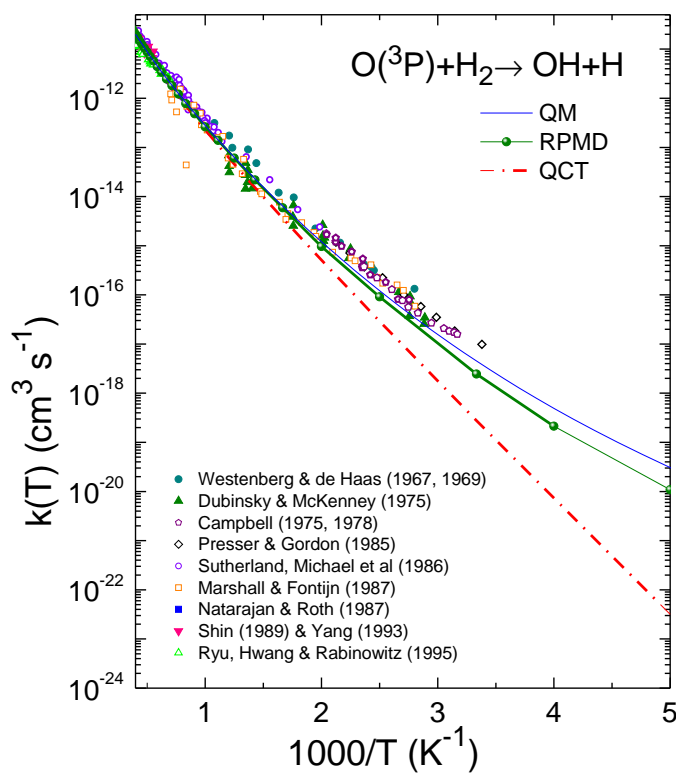 O(³P)+H₂→ OH+H
QM
RPMD
QCT
k(T) (cm³ s⁻¹)
10⁻¹²
10⁻¹⁴
10⁻¹⁶
10⁻¹⁸
10⁻²⁰
10⁻²²
10⁻²⁴
Westenberg & de Haas (1967, 1969)
Dubinsky & McKenney (1975)
Campbell (1975, 1978)
Presser & Gordon (1985)
Sutherland, Michael et al (1986)
Marshall & Fontijn (1987)
Natarajan & Roth (1987)
Shin (1989) & Yang (1993)
Ryu, Hwang & Rabinowitz (1995)
1 2 3 4 5
1000/T (K⁻¹)